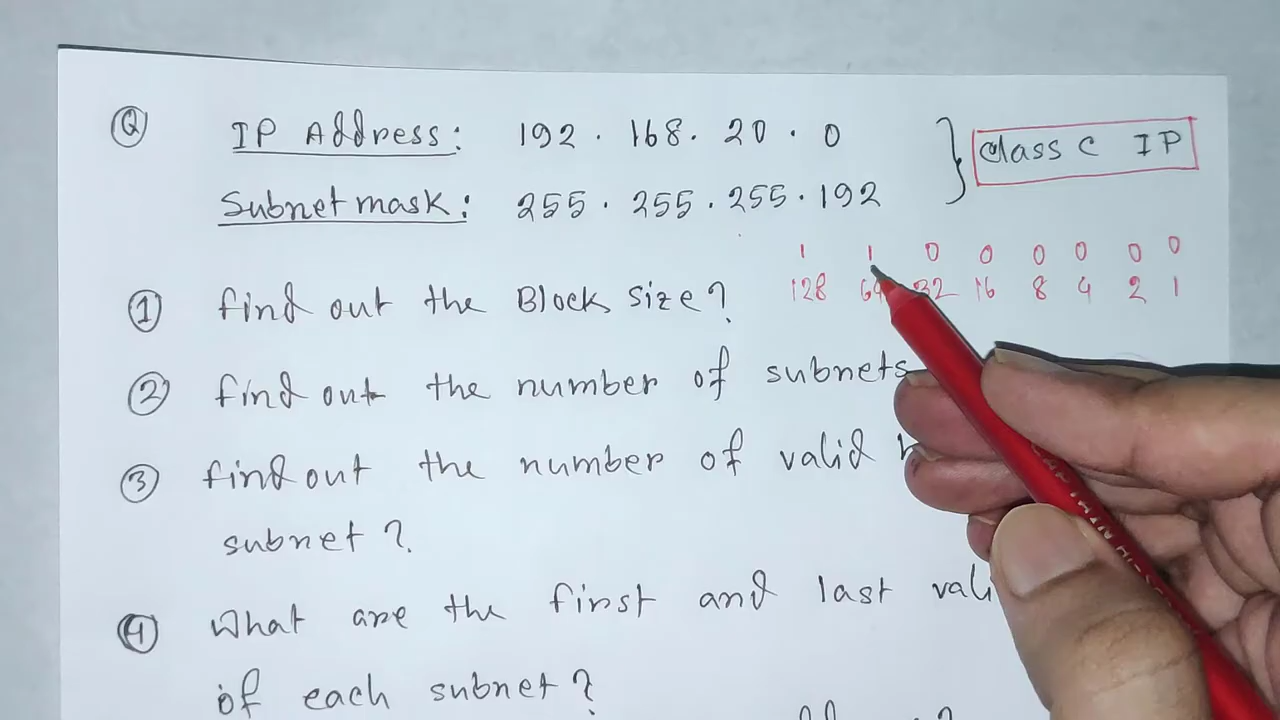 Q IP Address: 192 . 168 . 20 . 0
Subnet mask: 255 . 255 . 255 . 192
Class C IP
1 1 0 0 0 0 0 0
128 64 32 16 8 4 2 1
1 find out the Block size?
2 find out the number of subnets
3 find out the number of valid
subnet?
4 What are the first and last
of each subnet?